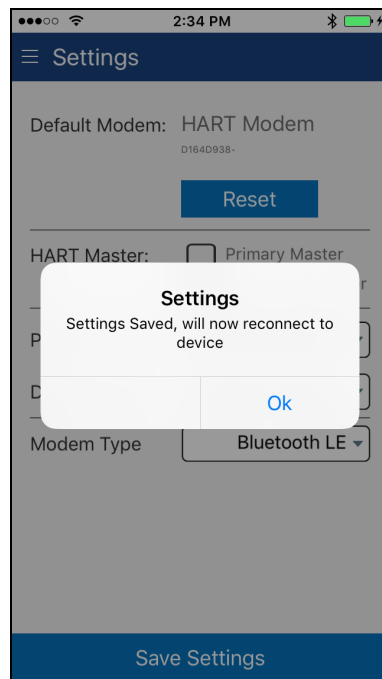 2:34 PM
Settings
Default Modem: HART Modem
D164D938-
Reset
HART Master: Primary Master
r
Settings
Settings Saved, will now reconnect to
device
P
D
Ok
Modem Type Bluetooth LE
Save Settings